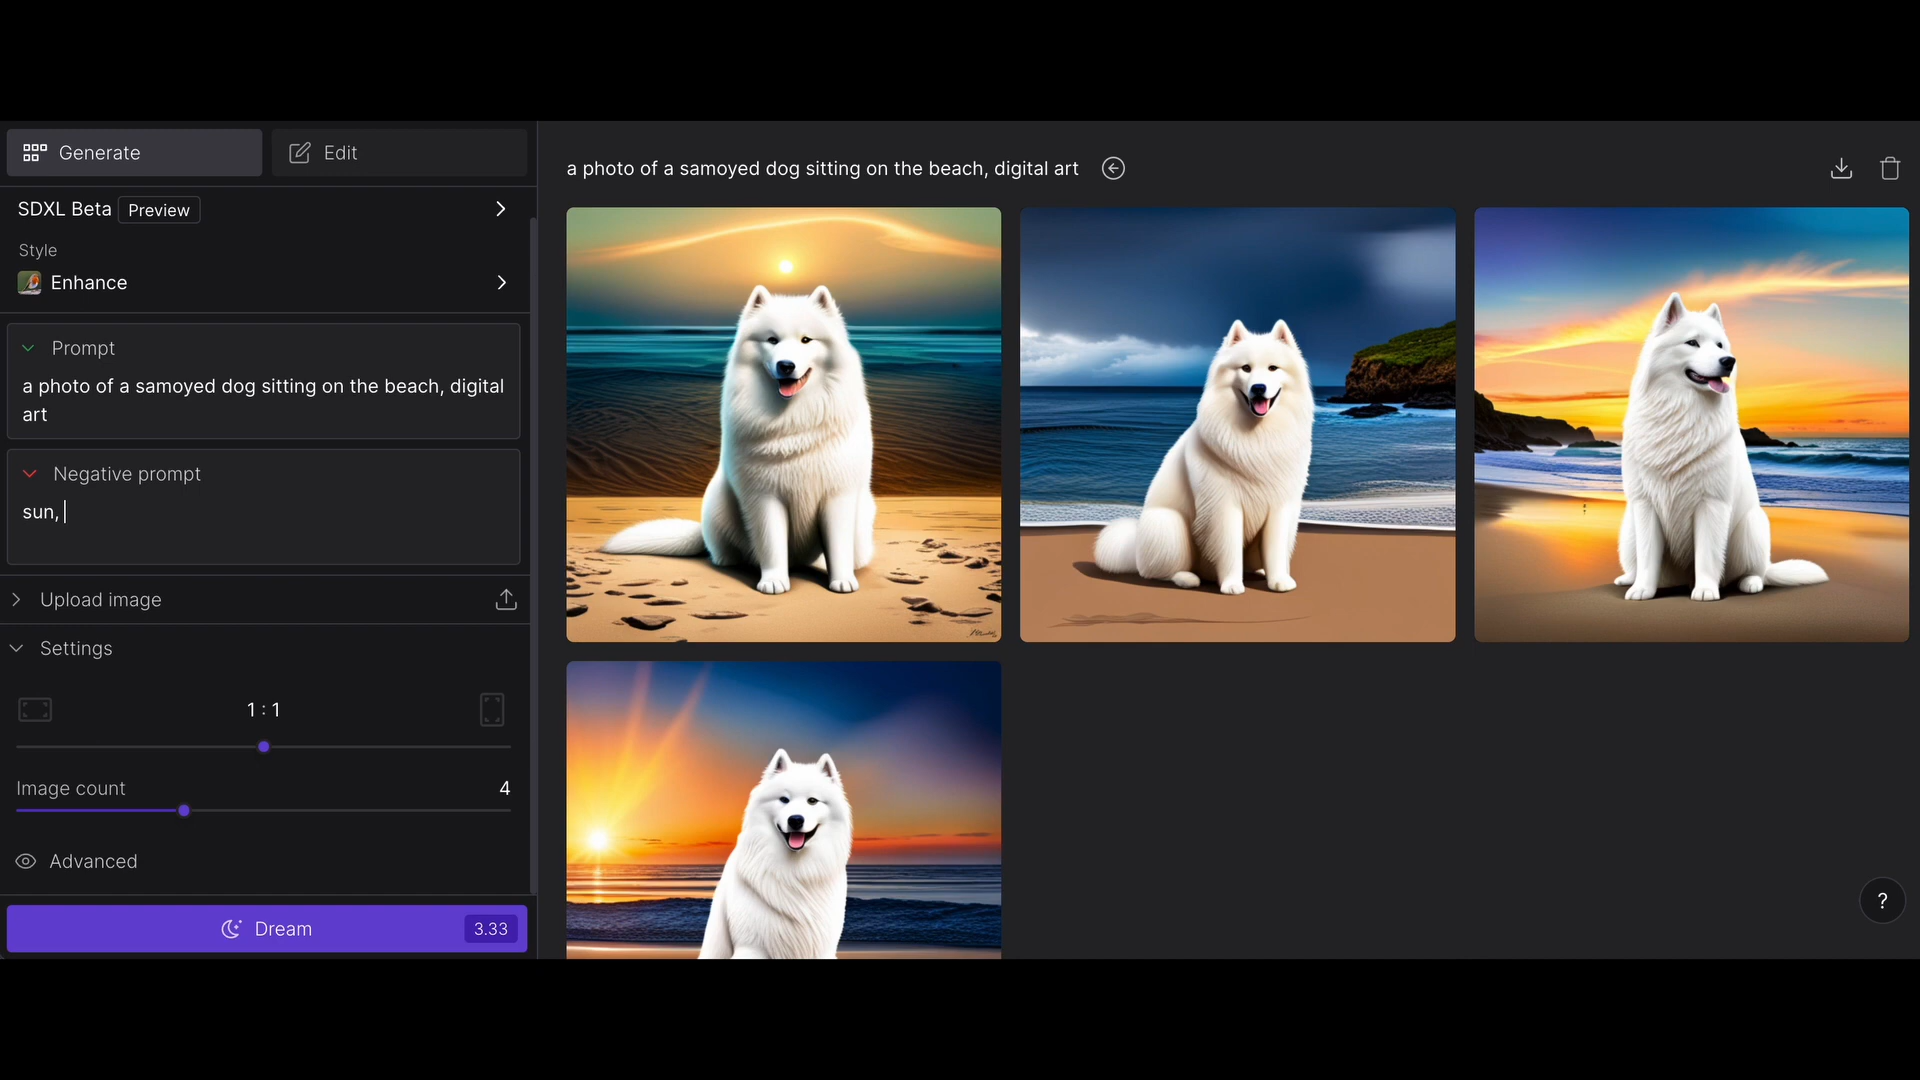 Generate
Edit
SDXL Beta Preview
Style
Enhance
Prompt
a photo of a samoyed dog sitting on the beach, digital
art
Negative prompt
sun,
Upload image
Settings
1 : 1
Image count 4
Advanced
Dream 3.33
a photo of a samoyed dog sitting on the beach, digital art
?